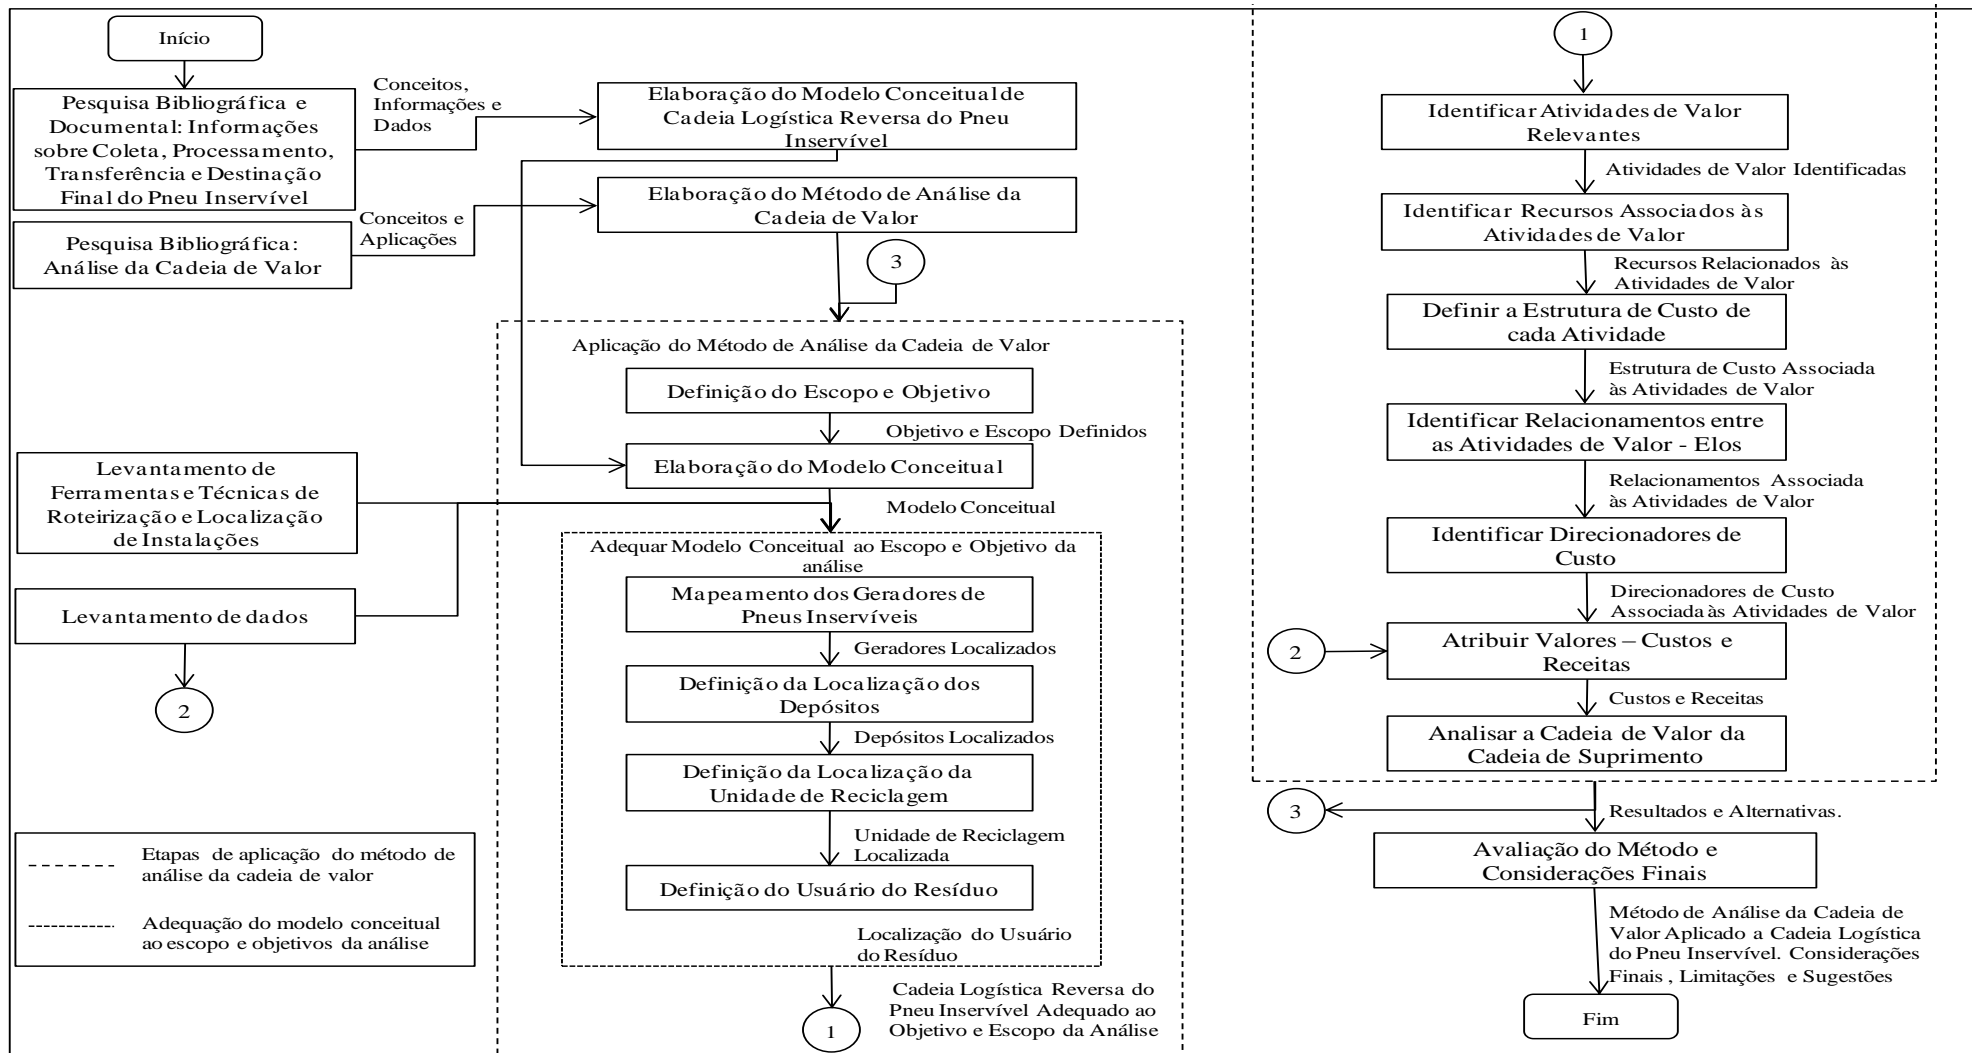 Início
Pesquisa Bibliográfica e
Documental: Informações
sobre Coleta, Processamento,
Transferência e Destinação
Final do Pneu Inservível
Conceitos,
Informações e
Dados
Elaboração do Modelo Conceitual de
Cadeia Logística Reversa do Pneu
Inservível
Pesquisa Bibliográfica:
Análise da Cadeia de Valor
Conceitos e
Aplicações
Elaboração do Método de Análise da
Cadeia de Valor
3
Aplicação do Método de Análise da Cadeia de Valor
Definição do Escopo e Objetivo
Objetivo e Escopo Definidos
Elaboração do Modelo Conceitual
Modelo Conceitual
Levantamento de
Ferramentas e Técnicas de
Roteirização e Localização
de Instalações
Levantamento de dados
2
Adequar Modelo Conceitual ao Escopo e Objetivo da
análise
Mapeamento dos Geradores de
Pneus Inservíveis
Geradores Localizados
Definição da Localização dos
Depósitos
Depósitos Localizados
Definição da Localização da
Unidade de Reciclagem
Unidade de Reciclagem
Localizada
Definição do Usuário do Resíduo
Localização do Usuário
do Resíduo
Cadeia Logística Reversa do
Pneu Inservível Adequado ao
Objetivo e Escopo da Análise
1
Etapas de aplicação do método de
análise da cadeia de valor
Adequação do modelo conceitual
ao escopo e objetivos da análise
1
Identificar Atividades de Valor
Relevantes
Atividades de Valor Identificadas
Identificar Recursos Associados às
Atividades de Valor
Recursos Relacionados às
Atividades de Valor
Definir a Estrutura de Custo de
cada Atividade
Estrutura de Custo Associada
às Atividades de Valor
Identificar Relacionamentos entre
as Atividades de Valor - Elos
Relacionamentos Associada
às Atividades de Valor
Identificar Direcionadores de
Custo
Direcionadores de Custo
Associada às Atividades de Valor
2
Atribuir Valores – Custos e
Receitas
Custos e Receitas
Analisar a Cadeia de Valor da
Cadeia de Suprimento
3
Resultados e Alternativas.
Avaliação do Método e
Considerações Finais
Método de Análise da Cadeia de
Valor Aplicado a Cadeia Logística
do Pneu Inservível. Considerações
Finais, Limitações e Sugestões
Fim